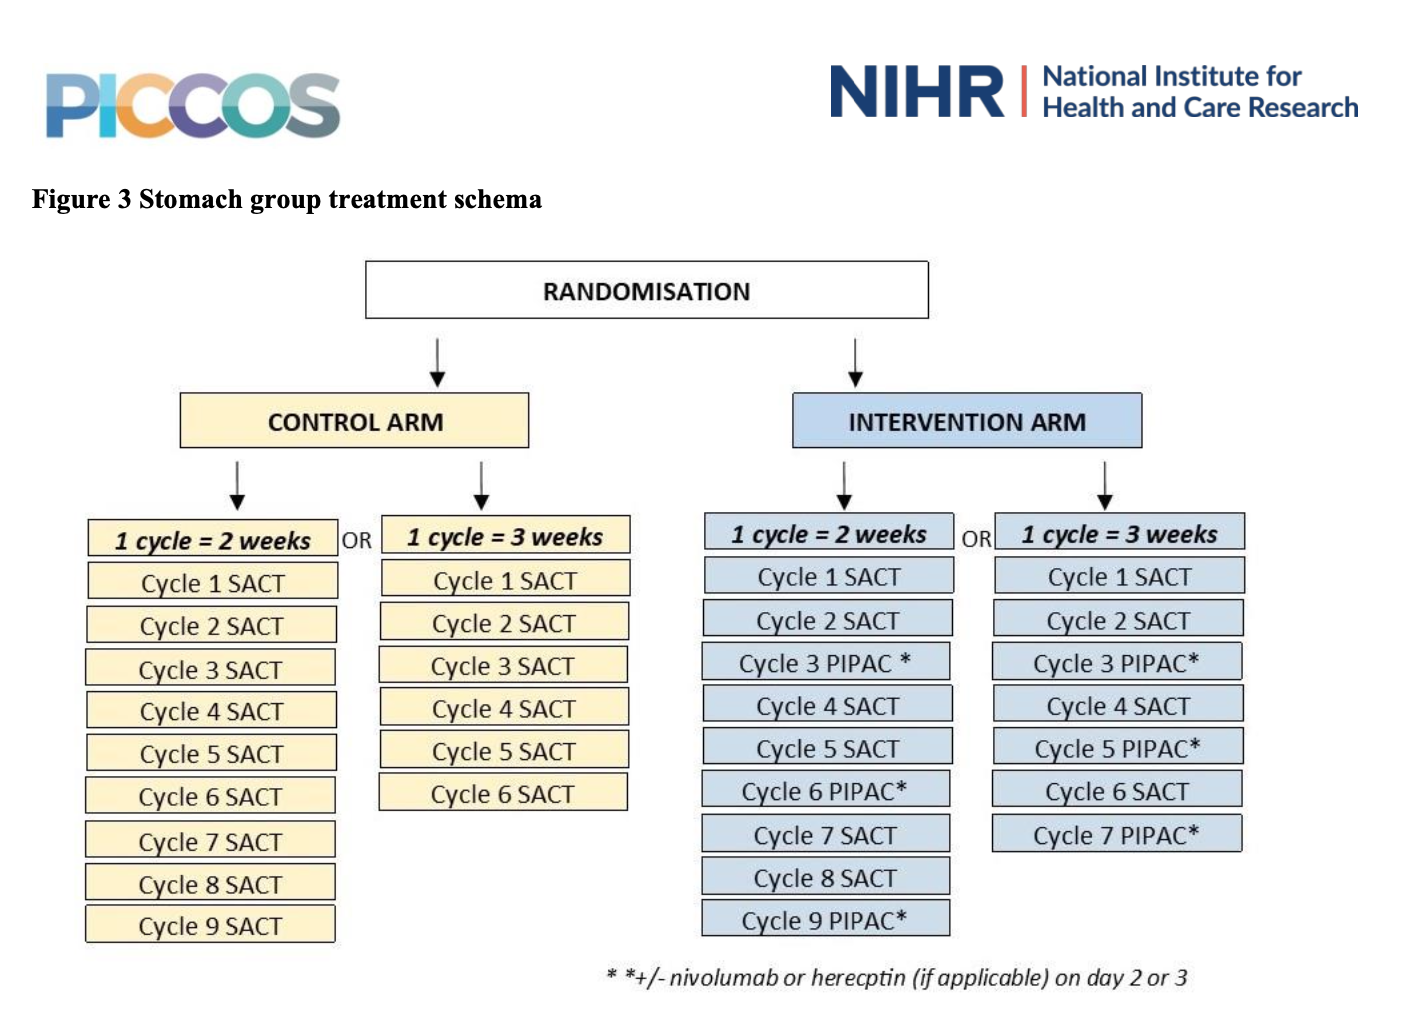 PICCOS
NIHR | National Institute for
Health and Care Research
Figure 3 Stomach group treatment schema
RANDOMISATION
CONTROL ARM
INTERVENTION ARM
1 cycle = 2 weeks
OR
1 cycle = 3 weeks
Cycle 1 SACT
Cycle 1 SACT
Cycle 2 SACT
Cycle 2 SACT
Cycle 3 SACT
Cycle 3 SACT
Cycle 4 SACT
Cycle 4 SACT
Cycle 5 SACT
Cycle 5 SACT
Cycle 6 SACT
Cycle 6 SACT
Cycle 7 SACT
Cycle 8 SACT
Cycle 9 SACT
1 cycle = 2 weeks
OR
1 cycle = 3 weeks
Cycle 1 SACT
Cycle 1 SACT
Cycle 2 SACT
Cycle 2 SACT
Cycle 3 PIPAC *
Cycle 3 PIPAC*
Cycle 4 SACT
Cycle 4 SACT
Cycle 5 SACT
Cycle 5 PIPAC*
Cycle 6 PIPAC*
Cycle 6 SACT
Cycle 7 SACT
Cycle 7 PIPAC*
Cycle 8 SACT
Cycle 9 PIPAC*
* *+/- nivolumab or herecptin (if applicable) on day 2 or 3